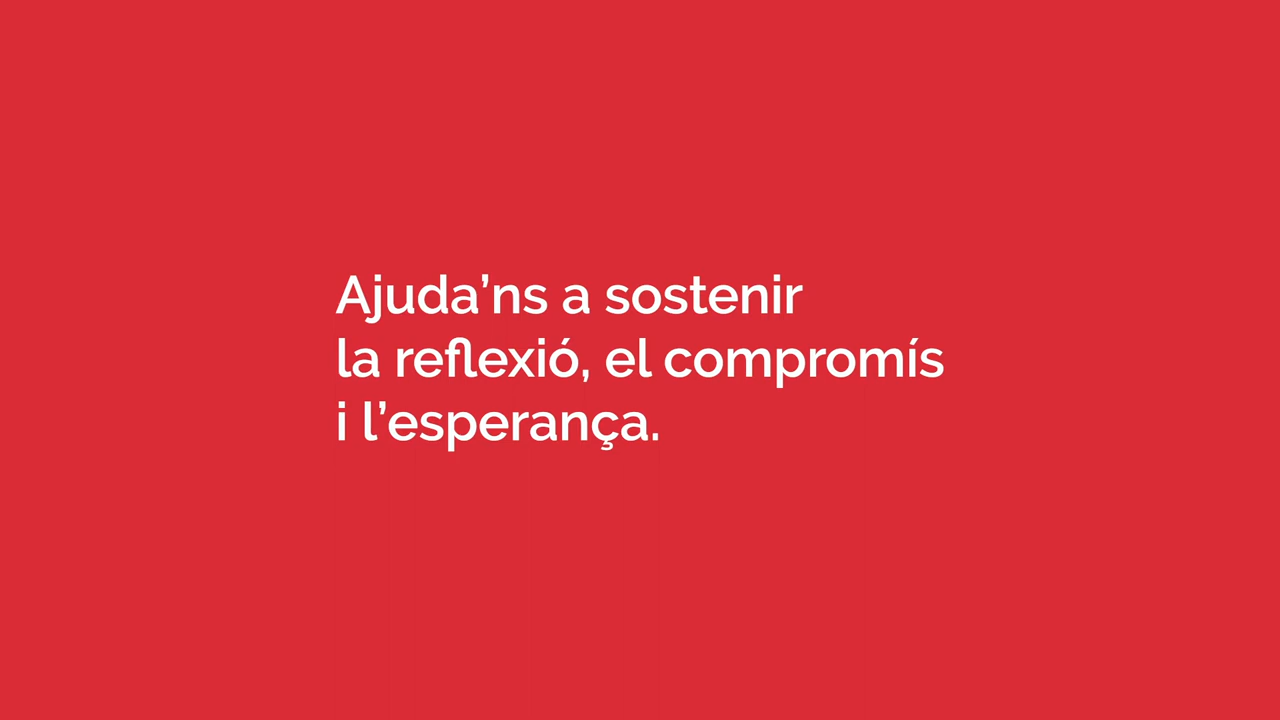 Ajuda’ns a sostenir
la reflexió, el compromís
i l’esperança.